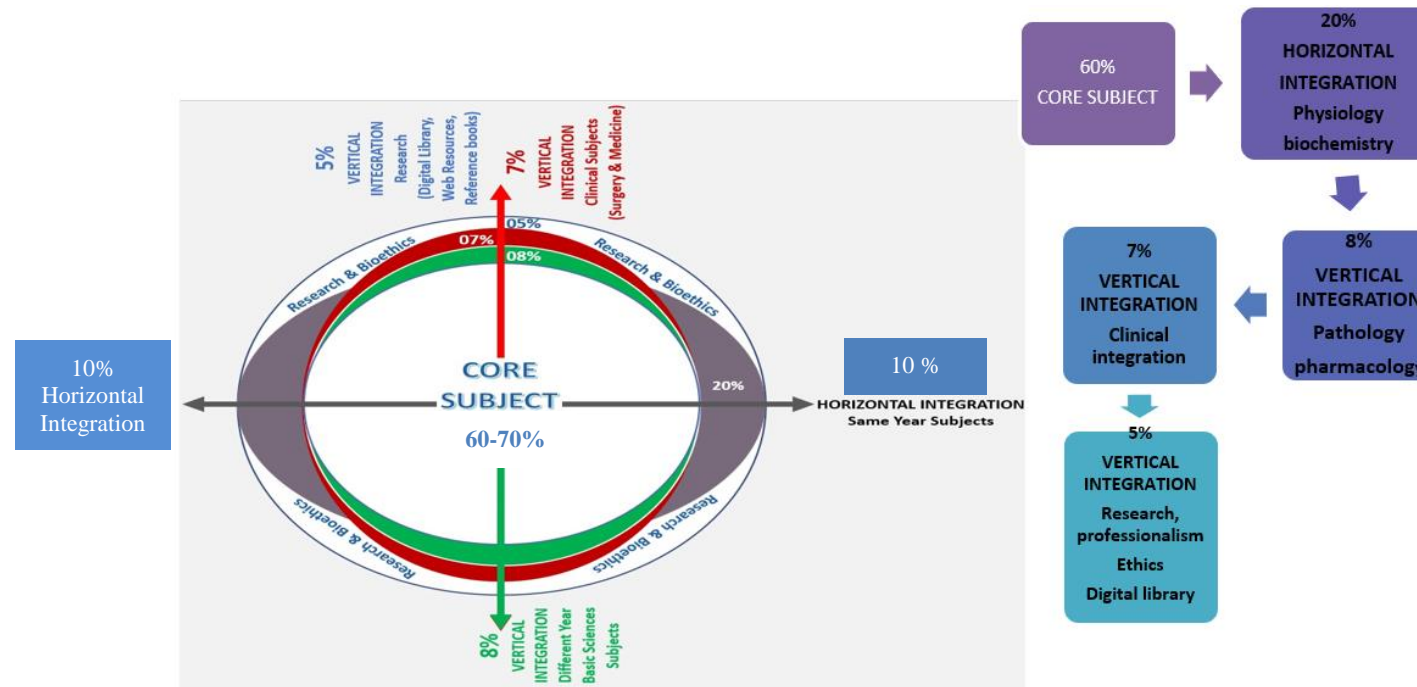 10%
Horizontal
Integration
5%
VERTICAL
INTEGRATION
Research
(Digital Library,
Web Resources,
Reference books)
7%
VERTICAL
INTEGRATION
Clinical Subjects
(Surgery & Medicine)
05%
07%
08%
Research & Bioethics
Research & Bioethics
CORE
SUBJECT
60-70%
20%
Research & Bioethics
Research & Bioethics
10 %
HORIZONTAL INTEGRATION
Same Year Subjects
8%
VERTICAL
INTEGRATION
Different Year
Basic Sciences
Subjects
60%
CORE SUBJECT
20%
HORIZONTAL
INTEGRATION
Physiology
biochemistry
8%
VERTICAL
INTEGRATION
Pathology
pharmacology
7%
VERTICAL
INTEGRATION
Clinical
integration
5%
VERTICAL
INTEGRATION
Research,
professionalism
Ethics
Digital library